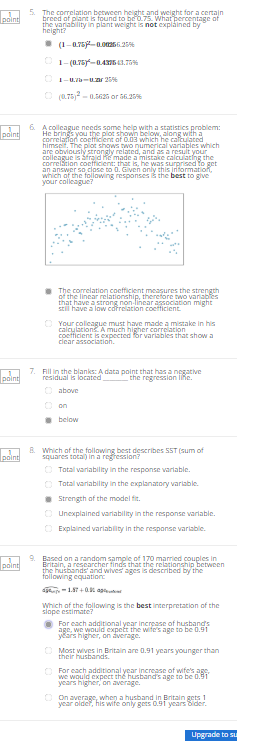 1
point
5. The correlation between height and weight for a certain
breed of plant is found to be 0.75. What percentage of
the variability in plant weight is not explained by
height?
1 − (0.75)² = 0.4375 43.75%
1 − 0.75 = 0.25 or 25%
(0.75)² = 0.5625 or 56.25%
1
point
6. A colleague needs some help with a statistics problem:
He brings you the plot shown below, along with a
correlation coefficient of 0.03 which he calculated
himself. The plot shows two numerical variables which
are obviously strongly related, and as a result your
colleague is afraid he made a mistake calculating the
correlation coefficient: that is, he was surprised to get
an answer so close to 0. Given only this information,
which of the following responses is the best to give
your colleague?
The correlation coefficient measures the strength
of the linear relationship, therefore two variables
that have a strong non-linear association might
still have a low correlation coefficient.
Your colleague must have made a mistake in his
calculations. A much higher correlation
coefficient is expected for variables that show a
clear association.
1
point
7. Fill in the blanks: A data point that has a negative
residual is located ________ the regression line.
above
on
below
1
point
8. Which of the following best describes SST (sum of
squares total) in a regression?
Total variability in the response variable.
Total variability in the explanatory variable.
Strength of the model fit.
Unexplained variability in the response variable.
Explained variability in the response variable.
1
point
9. Based on a random sample of 170 married couples in
Britain, a researcher finds that the relationship between
the husbands' and wives' ages is described by the
following equation:
= 1.57 + 0.91 age
Which of the following is the best interpretation of the
slope estimate?
For each additional year increase of husband's
age, we would expect the wife's age to be 0.91
years higher, on average.
Most wives in Britain are 0.91 years younger than
their husbands.
For each additional year increase of wife's age,
we would expect the husband's age to be 0.91
years higher, on average.
On average, when a husband in Britain gets 1
year older, his wife only gets 0.91 years older.
Upgrade to su